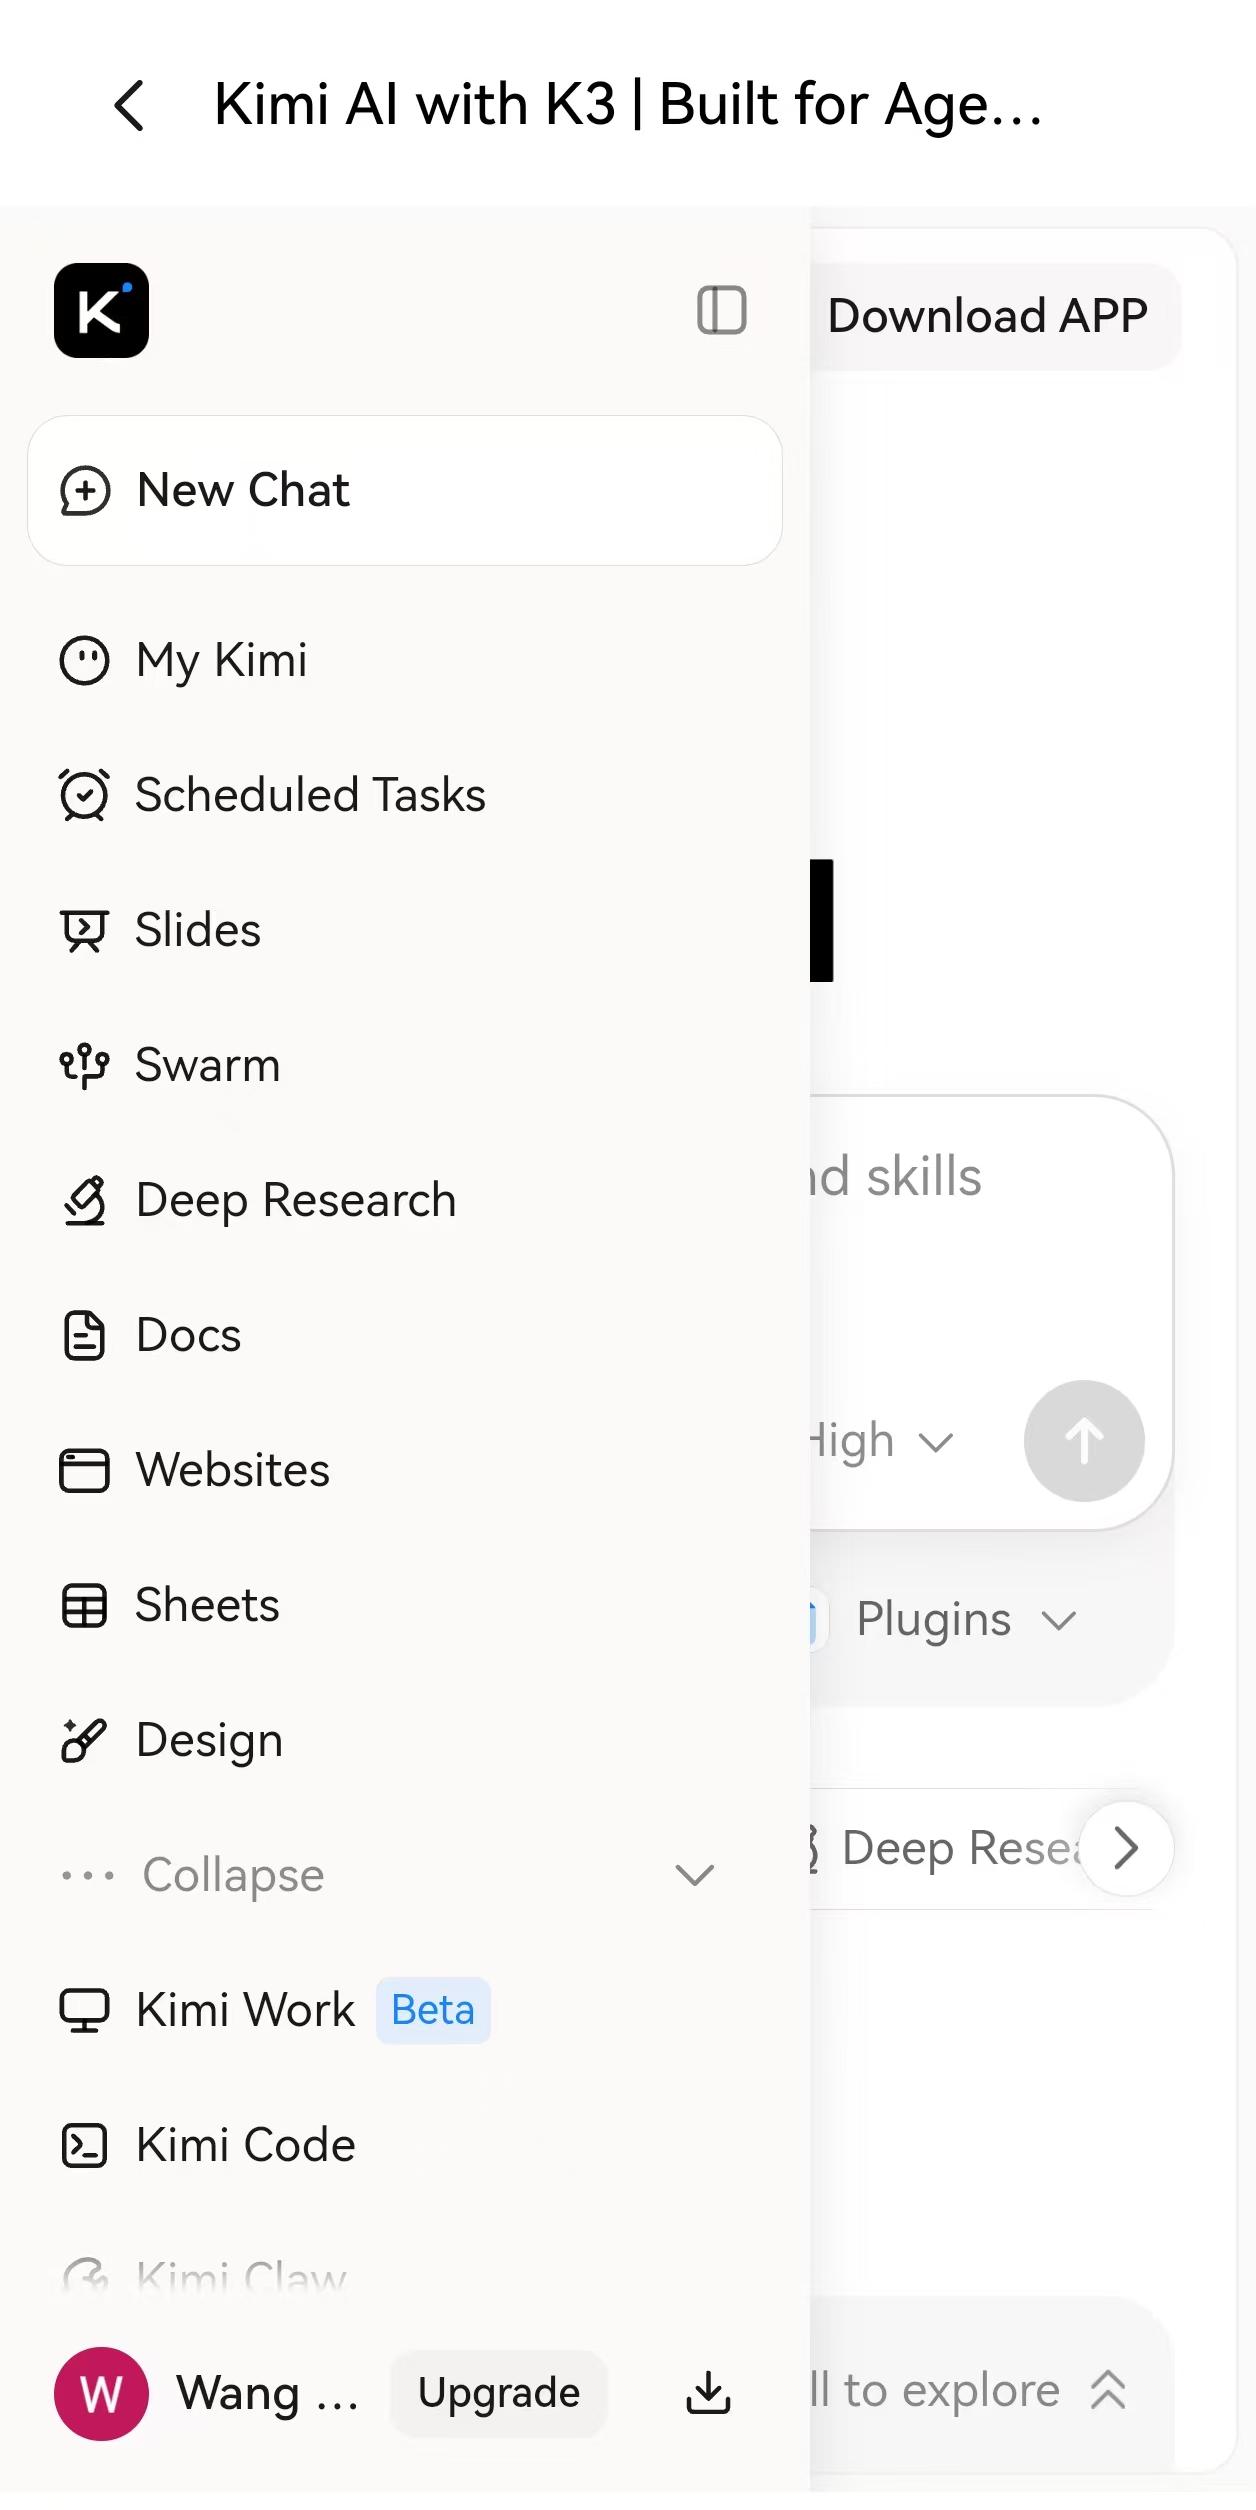 Kimi AI with K3 | Built for Age...
Download APP
New Chat
My Kimi
Scheduled Tasks
Slides
Swarm
Deep Research
skills
Docs
High
Websites
Sheets
Plugins
Design
Deep
Collapse
Kimi Work Beta
Kimi Code
Kimi Claw
W Wang ... Upgrade
to explore